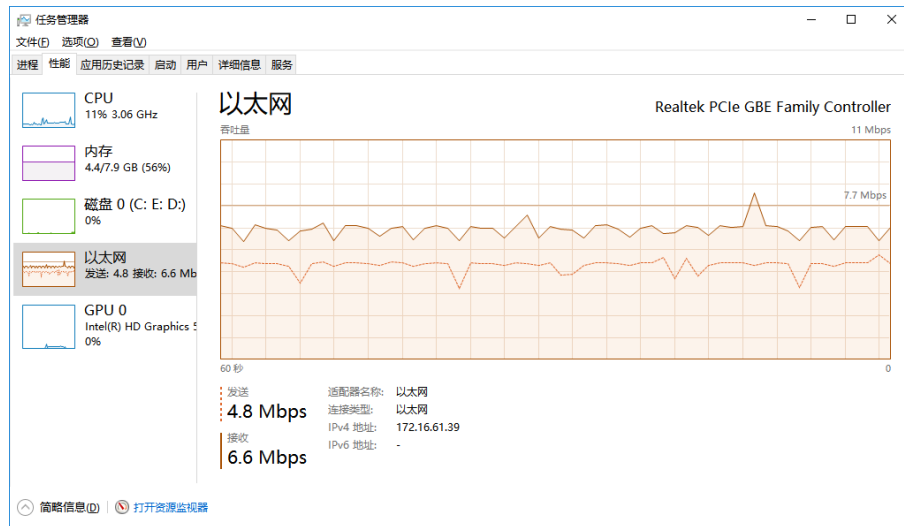 任务管理器
文件(F) 选项(O) 查看(V)
进程 性能 应用历史记录 启动 用户 详细信息 服务
CPU
11% 3.06 GHz
内存
4.4/7.9 GB (56%)
磁盘 0 (C: E: D:)
0%
以太网
发送: 4.8 接收: 6.6 Mb
GPU 0
Intel(R) HD Graphics 5
0%
以太网 Realtek PCIe GBE Family Controller
吞吐量 11 Mbps
7.7 Mbps
60 秒 0
发送
4.8 Mbps
接收
6.6 Mbps
适配器名称: 以太网
连接类型: 以太网
IPv4 地址: 172.16.61.39
IPv6 地址: -
简略信息(D) 打开资源监视器